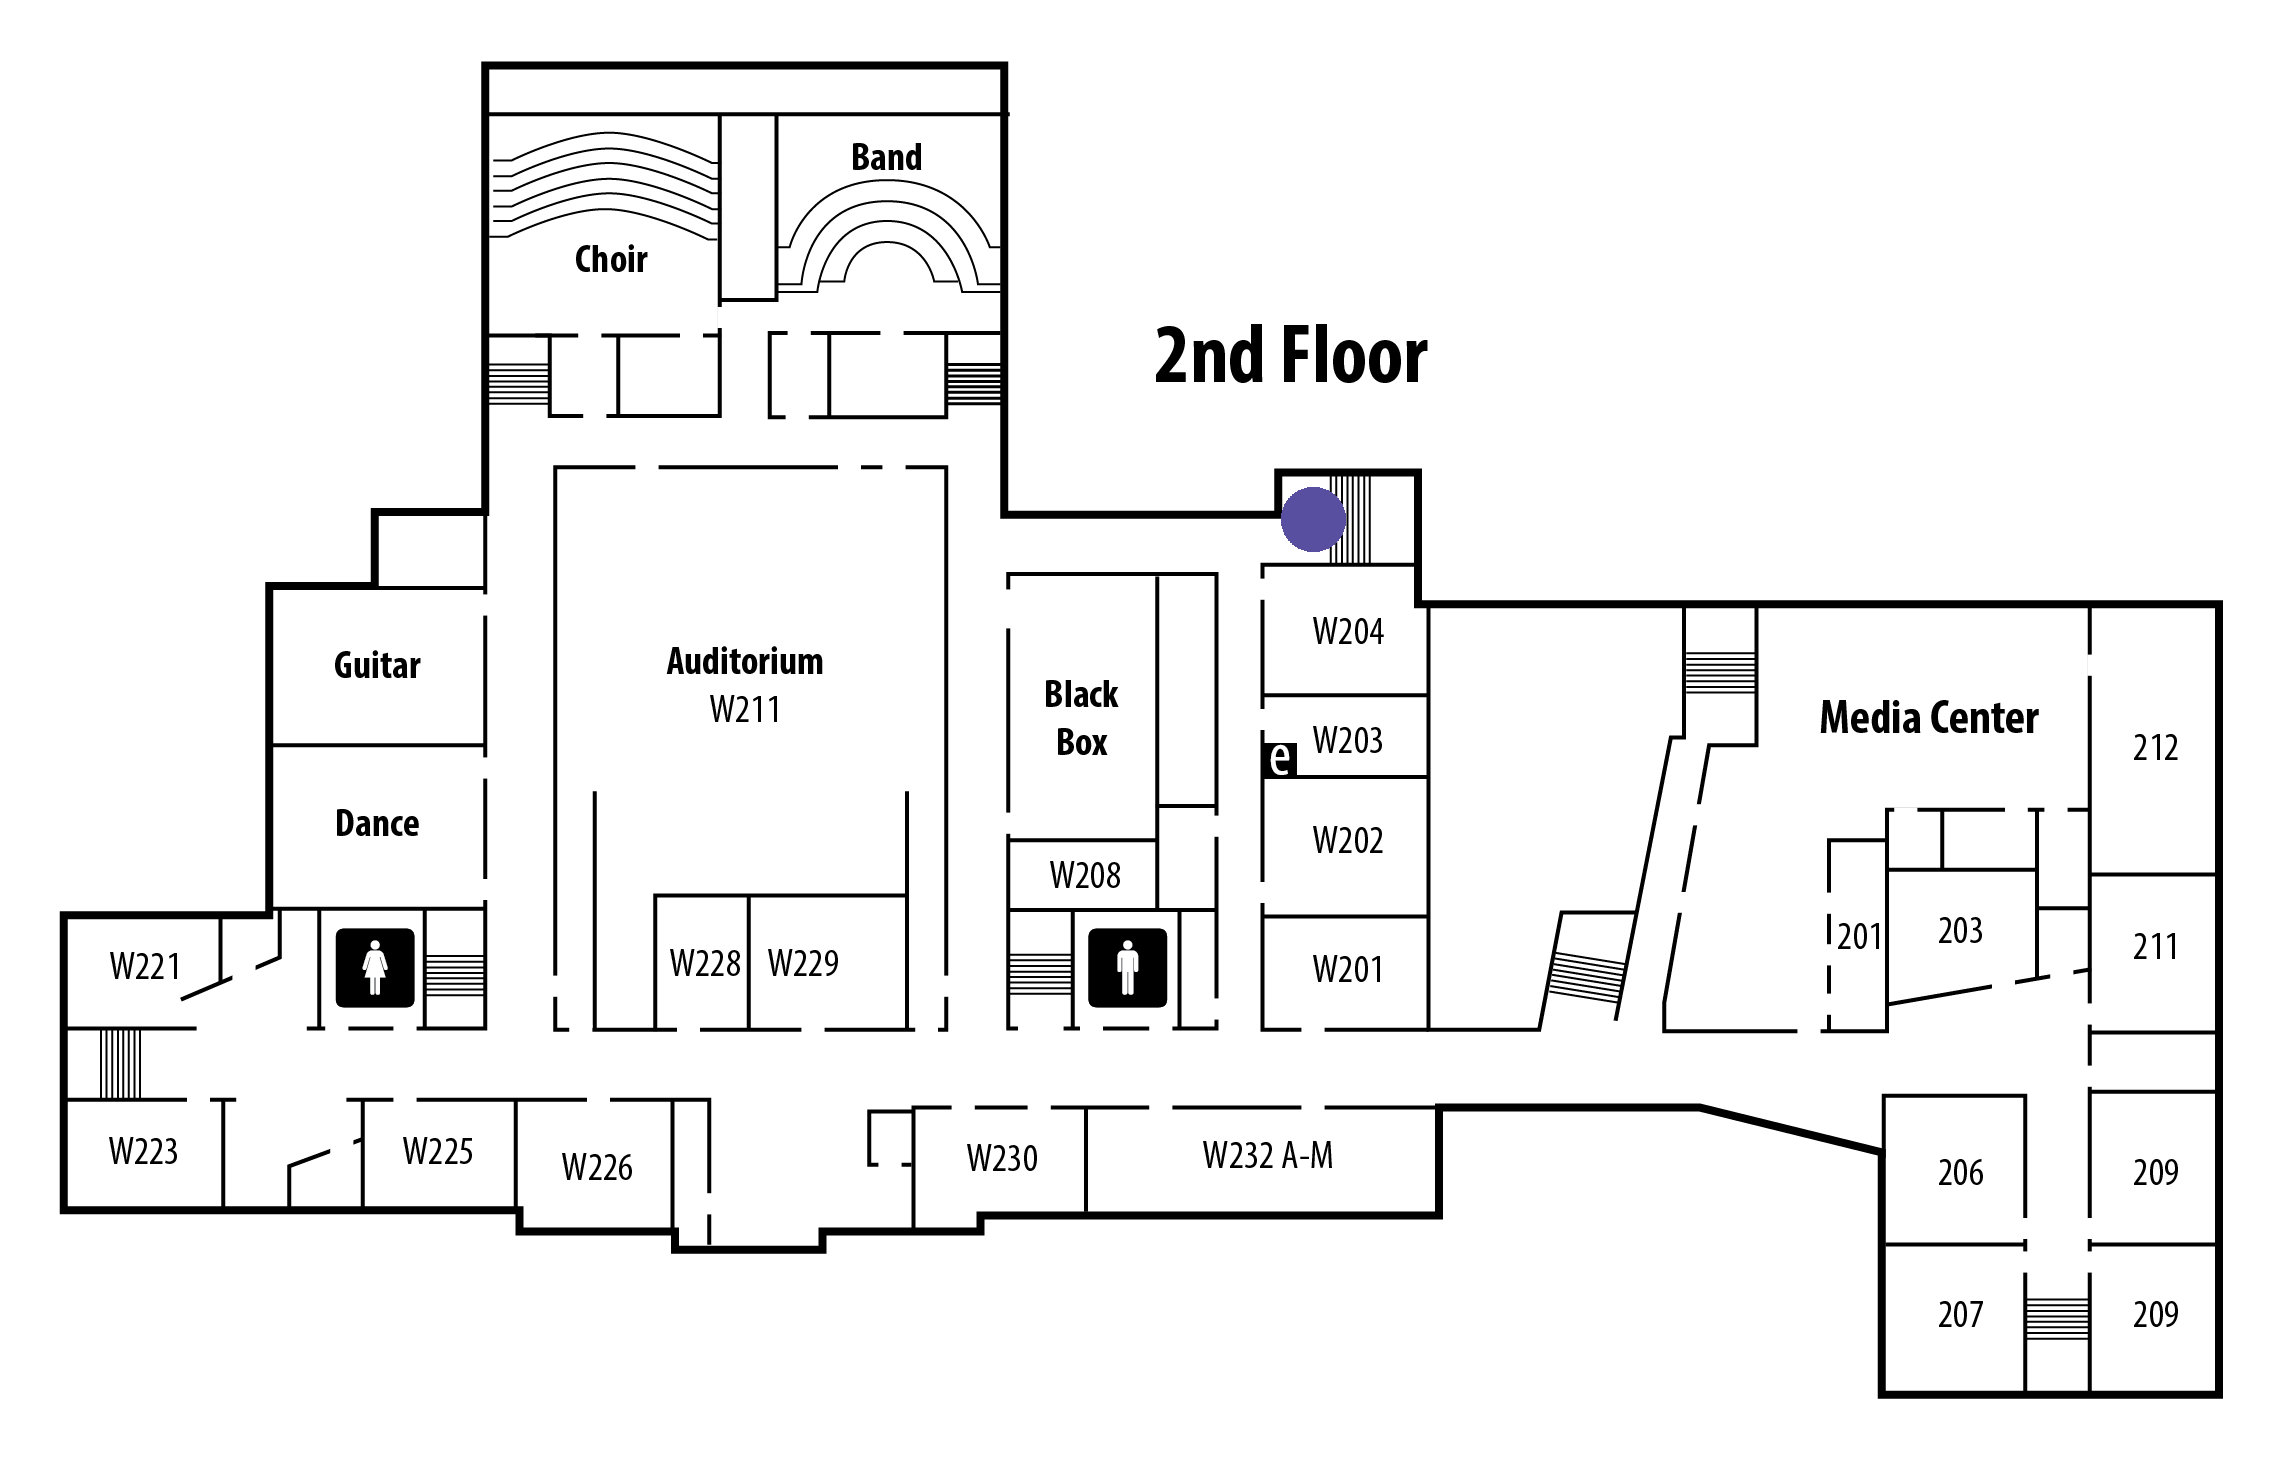 Band
Choir
2nd Floor
W204
Guitar
Auditorium
W211
Black
Box
W203
e
Media Center
212
Dance
W202
W208
W221
W228
W229
W201
201
203
211
W223
W225
W226
W230
W232 A-M
206
209
207
209